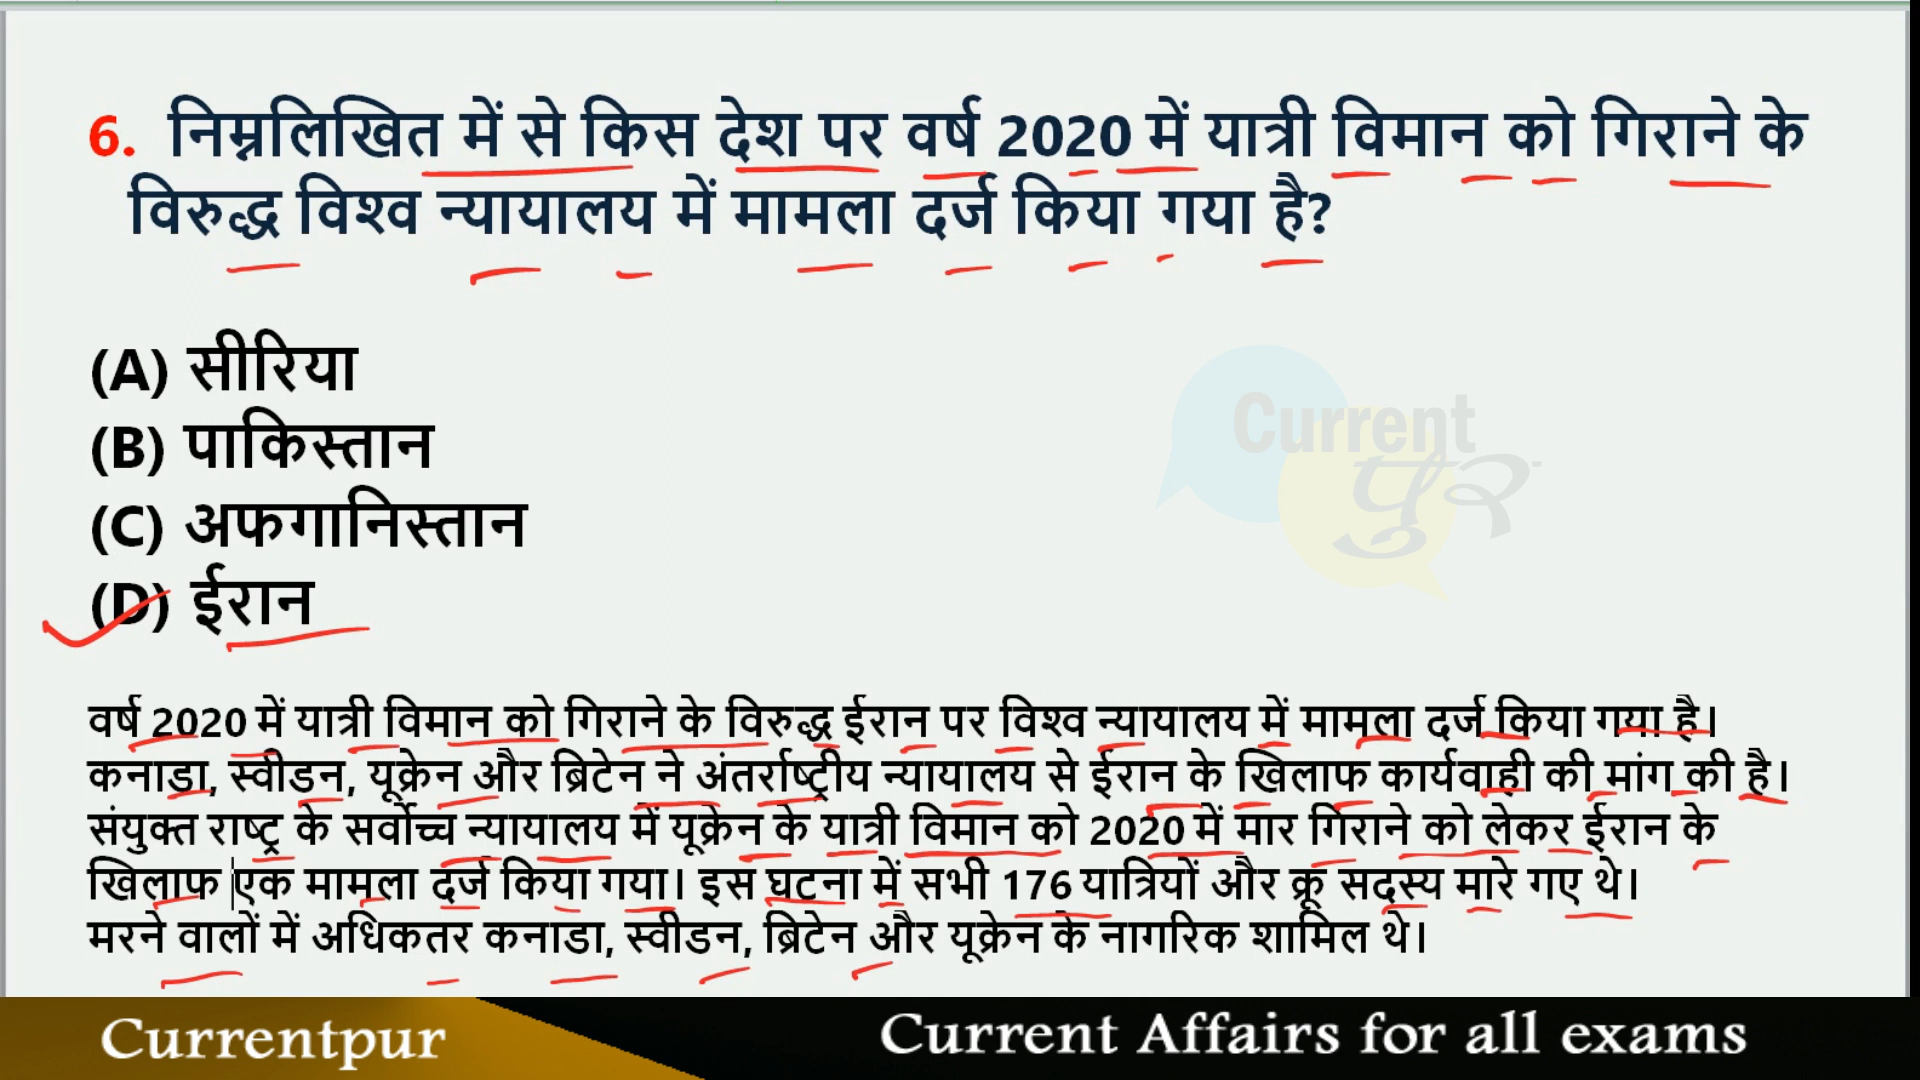 6. निम्नलिखित में से किस देश पर वर्ष 2020 में यात्री विमान को गिराने के
विरुद्ध विश्व न्यायालय में मामला दर्ज किया गया है?
(A) सीरिया
(B) पाकिस्तान
(C) अफगानिस्तान
(D) ईरान
Current
पुर
वर्ष 2020 में यात्री विमान को गिराने के विरुद्ध ईरान पर विश्व न्यायालय में मामला दर्ज किया गया है।
कनाडा, स्वीडन, यूक्रेन और ब्रिटेन ने अंतर्राष्ट्रीय न्यायालय से ईरान के खिलाफ कार्यवाही की मांग की है।
संयुक्त राष्ट्र के सर्वोच्च न्यायालय में यूक्रेन के यात्री विमान को 2020 में मार गिराने को लेकर ईरान के
खिलाफ एक मामला दर्ज किया गया। इस घटना में सभी 176 यात्रियों और क्रू सदस्य मारे गए थे।
मरने वालों में अधिकतर कनाडा, स्वीडन, ब्रिटेन और यूक्रेन के नागरिक शामिल थे।
Currentpur
Current Affairs for all exams